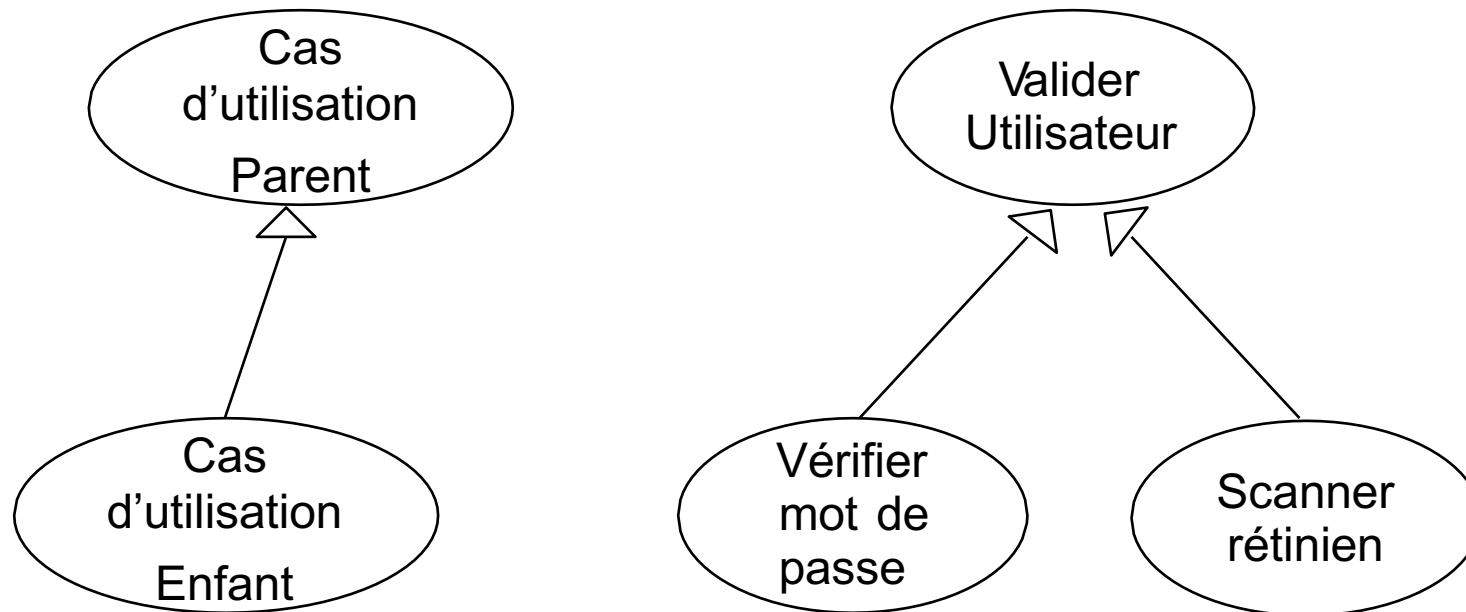 Cas
d’utilisation
Parent
Valider
Utilisateur
Cas
d’utilisation
Enfant
Vérifier
mot de
passe
Scanner
rétinien